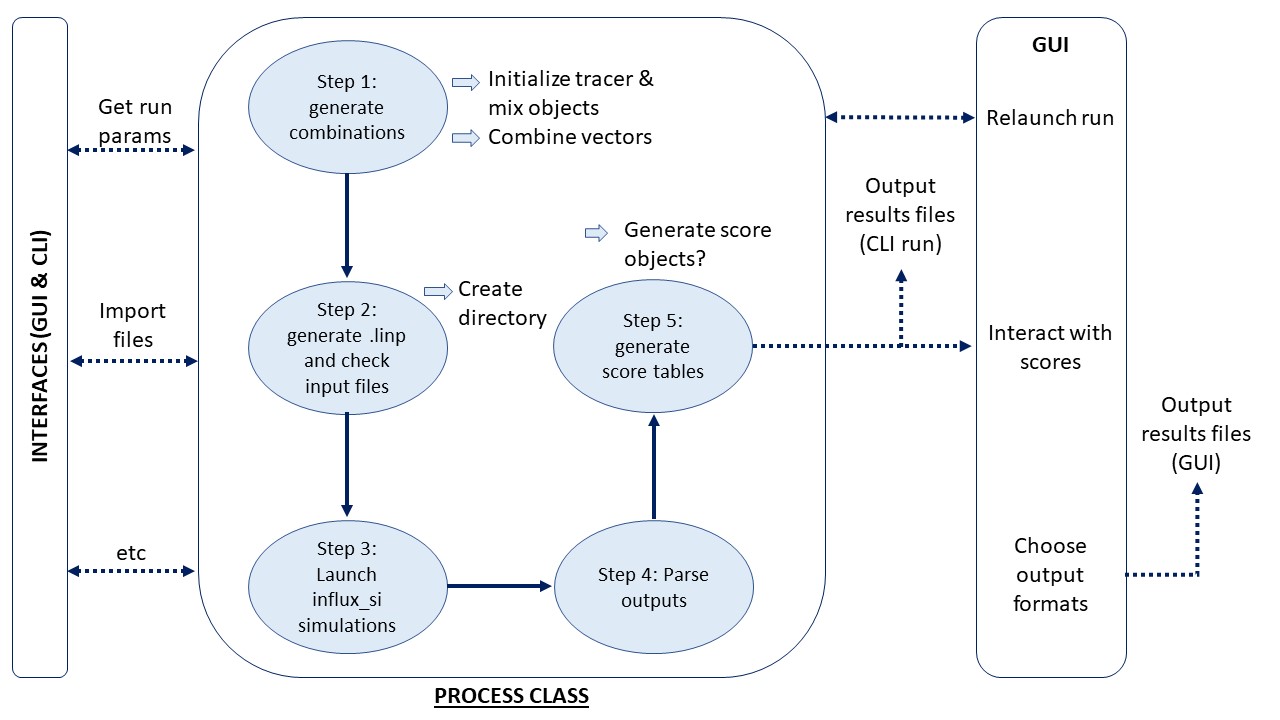 INTERFACES (GUI & CLI)
Get run
params
Import
files
etc
Step 1:
generate
combinations
Initialize tracer &
mix objects
Combine vectors
Step 2:
generate .linp
and check
input files
Create
directory
Step 3:
Launch
influx_si
simulations
Step 4: Parse
outputs
Generate score
objects?
Step 5:
generate
score tables
PROCESS CLASS
Output
results files
(CLI run)
GUI
Relaunch run
Interact with
scores
Choose
output
formats
Output
results files
(GUI)